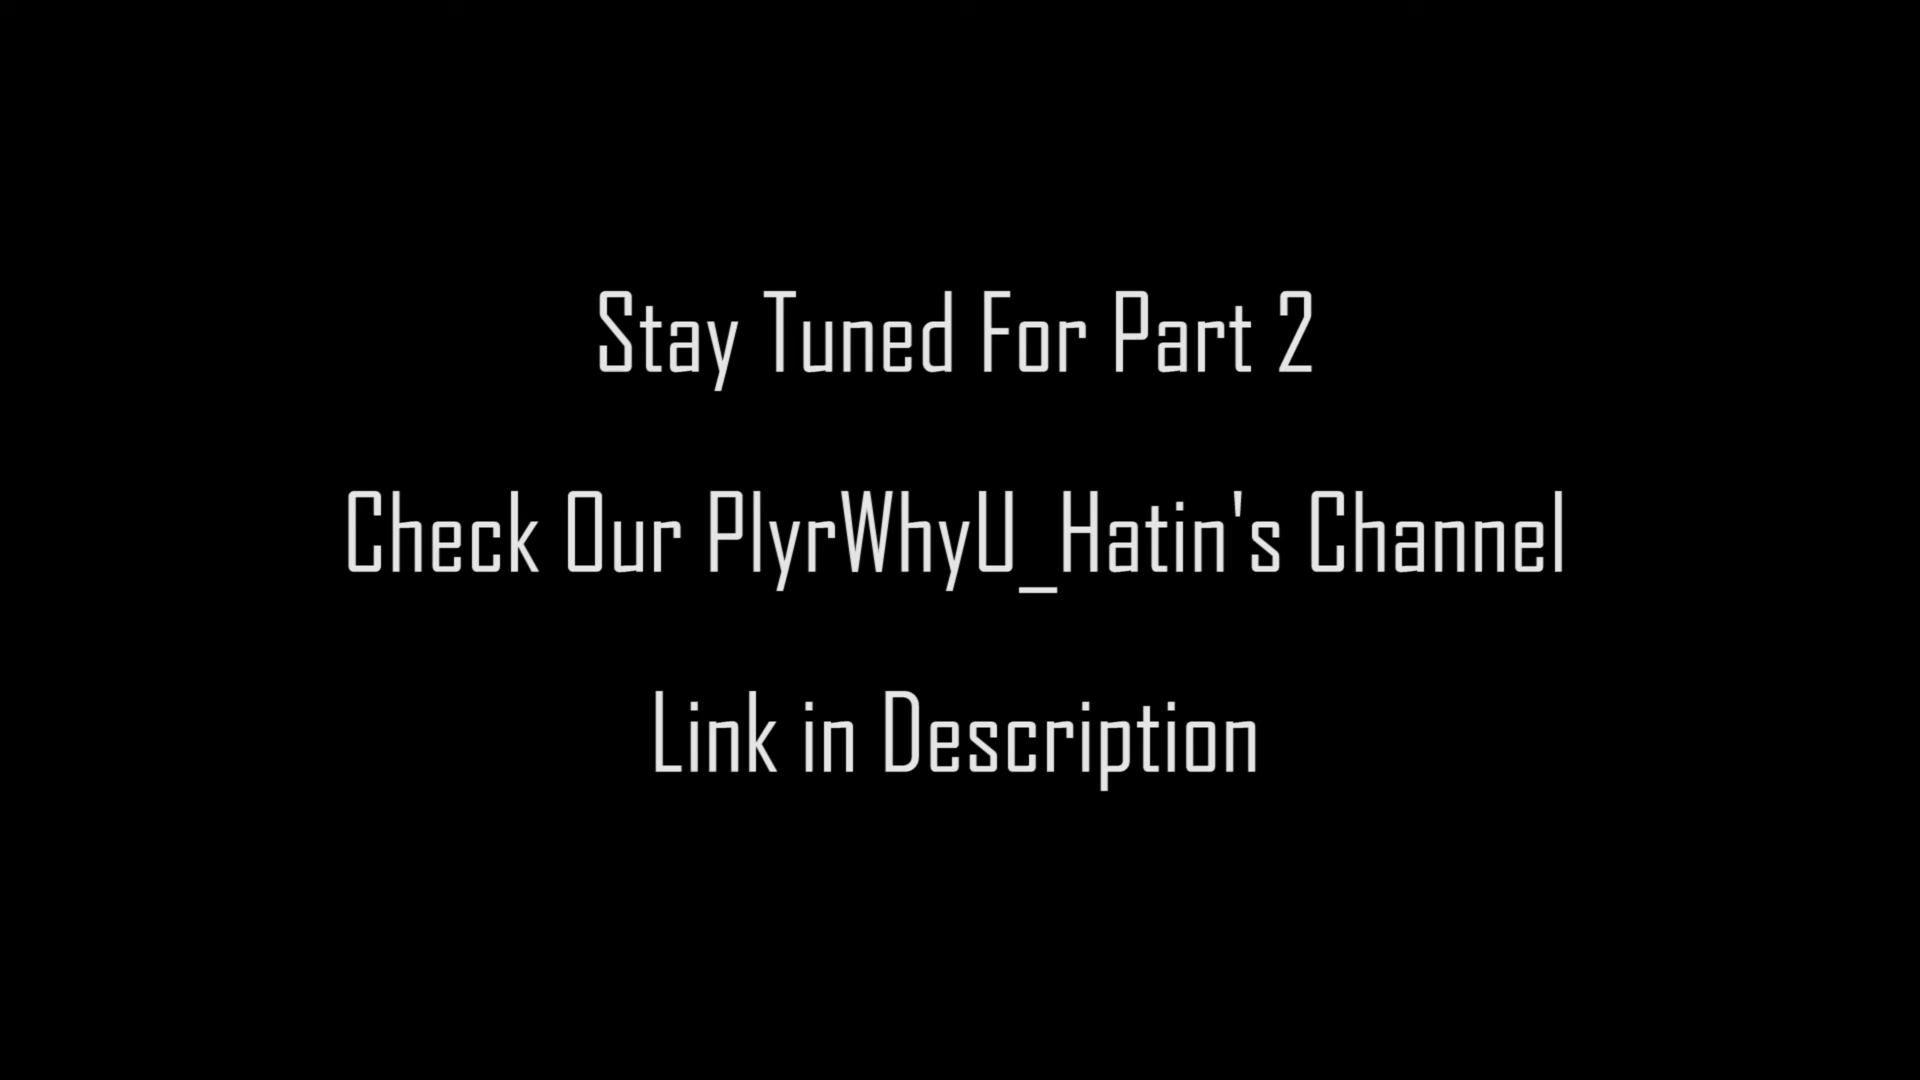 Stay Tuned For Part 2
Check Our PlyrWhyU_Hatin's Channel
Link in Description